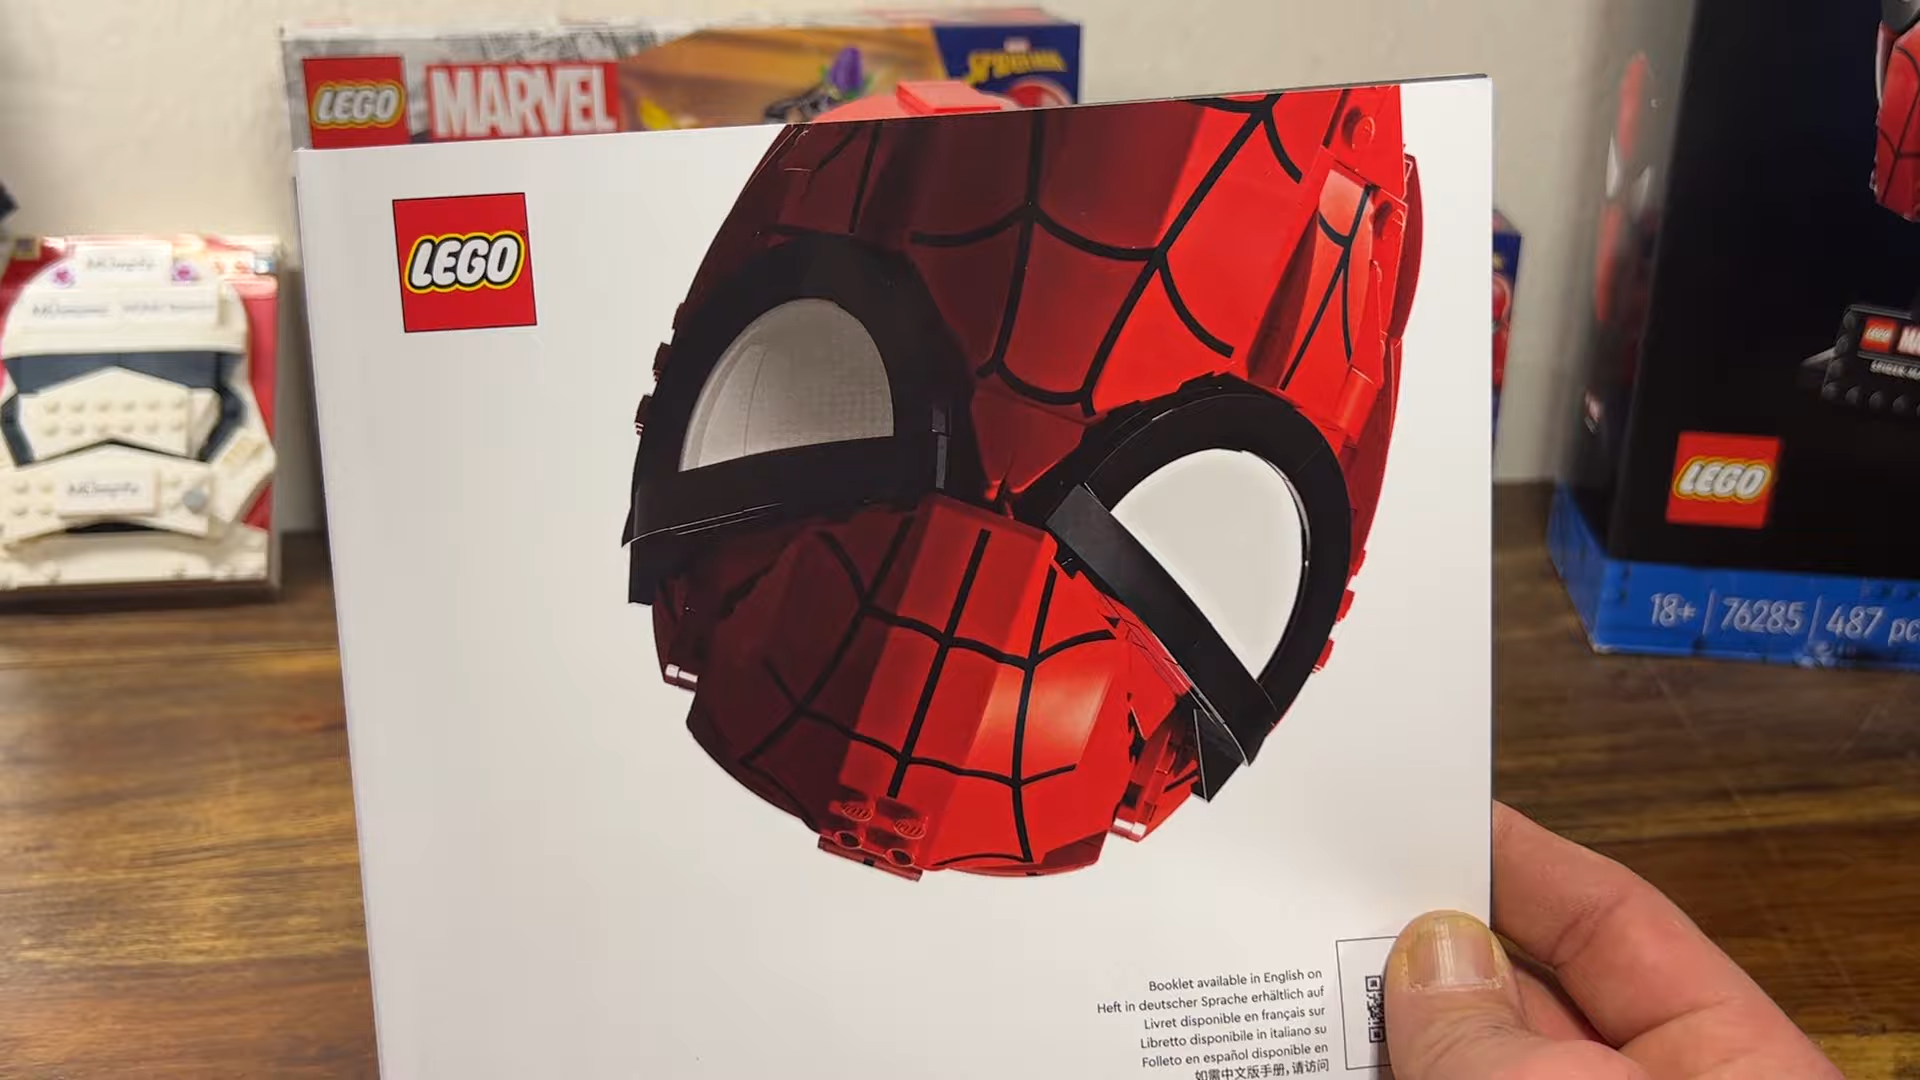 LEGO
MARVEL
SPIDER-MAN
LEGO
LEGO
LEGO
18+ | 76285 | 487
Booklet available in English on
Heft in deutscher Sprache erhältlich auf
Livret disponible en français sur
Libretto disponibile in italiano su
Folleto en español disponible en
如需中文版手册,请访问